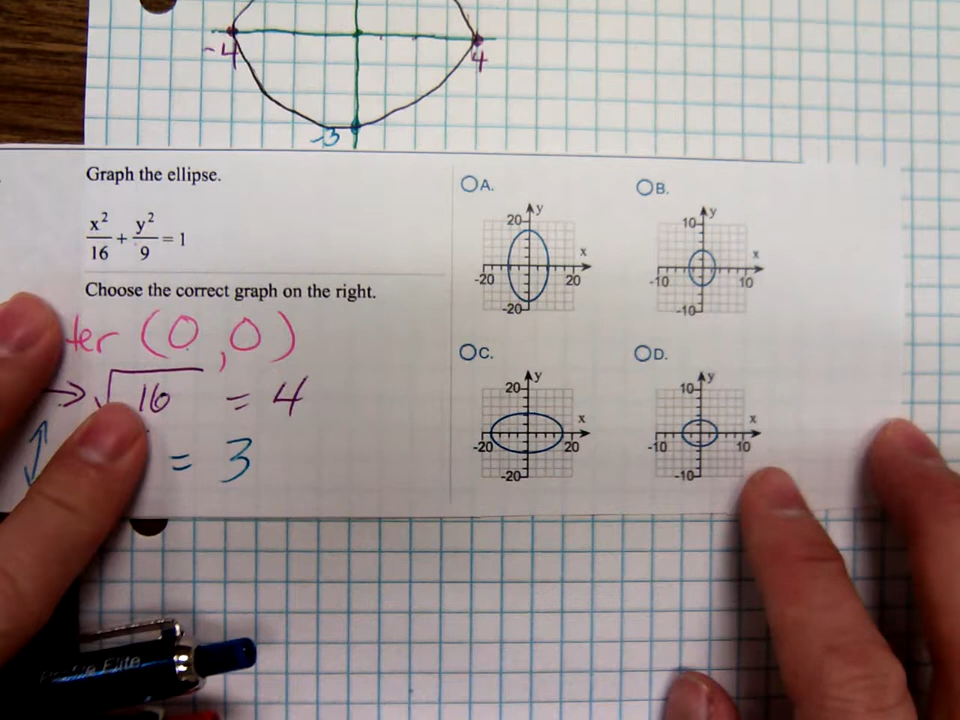 -4
4
-3
Graph the ellipse.
x²/16 + y²/9 = 1
Choose the correct graph on the right.
(0,0)
→ √16 = 4
= 3
A.
20 y
x
-20 20
-20
B.
10 y
x
-10 10
-10
C.
20 y
x
-20 20
-20
D.
10 y
x
-10 10
-10
Elite